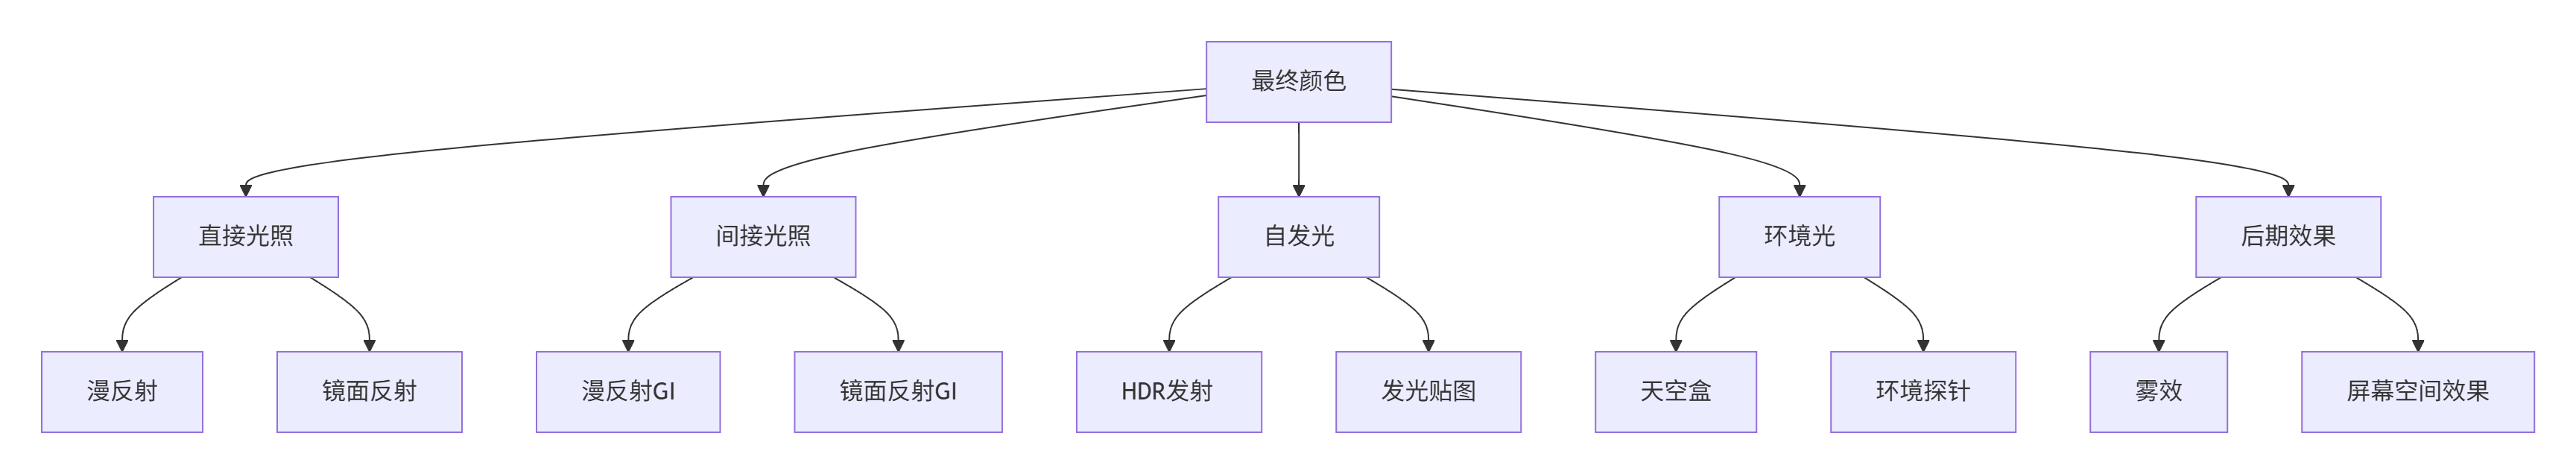 最终颜色
直接光照
间接光照
自发光
环境光
后期效果
漫反射
镜面反射
漫反射GI
镜面反射GI
HDR发射
发光贴图
天空盒
环境探针
雾效
屏幕空间效果